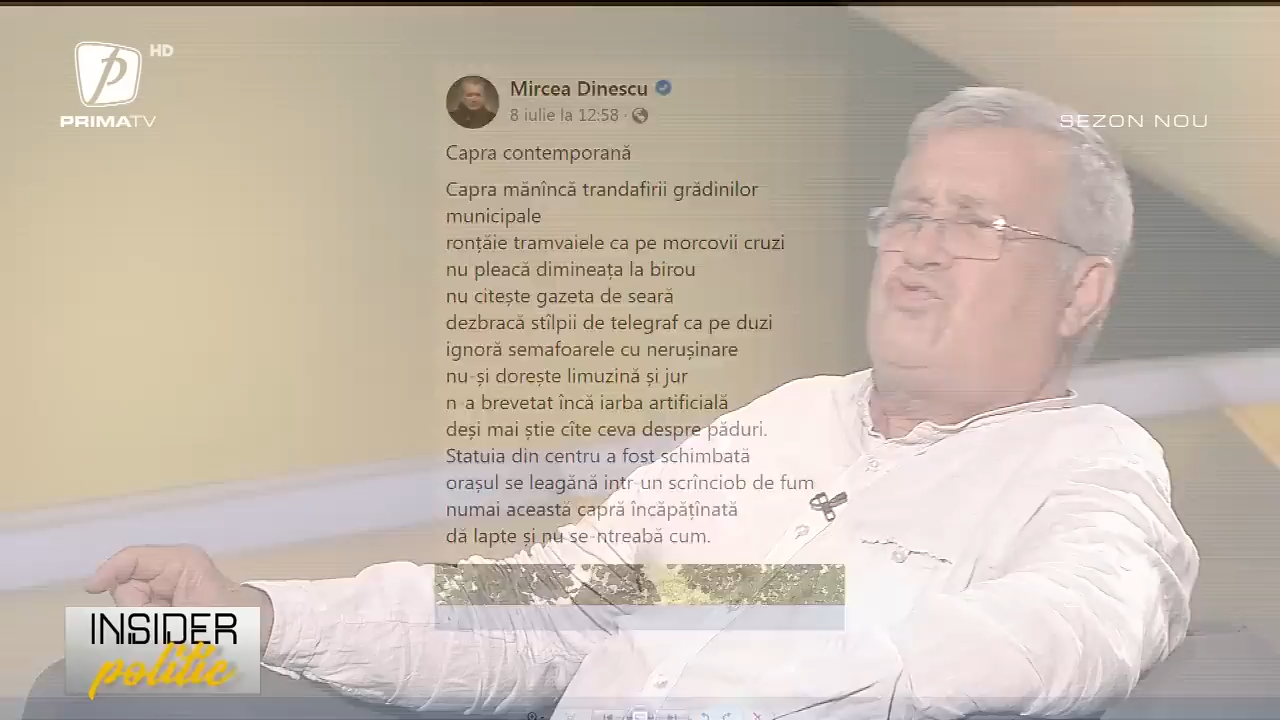 HD
PRIMATV
SEZON NOU
Mircea Dinescu
8 iulie la 12:58
Capra contemporană
Capra mănîncă trandafirii grădinilor
municipale
ronțăie tramvaiele ca pe morcovii cruzi
nu pleacă dimineața la birou
nu citește gazeta de seară
dezbracă stîlpii de telegraf ca pe duzi
ignoră semafoarele cu nerușinare
nu-și dorește limuzină și jur
n-a brevetat încă iarba artificială
deși mai știe cîte ceva despre păduri.
Statuia din centru a fost schimbată
orașul se leagănă intr-un scrînciob de fum
numai această capră încăpățînată
dă lapte și nu se-ntreabă cum.
INSIDER
politic